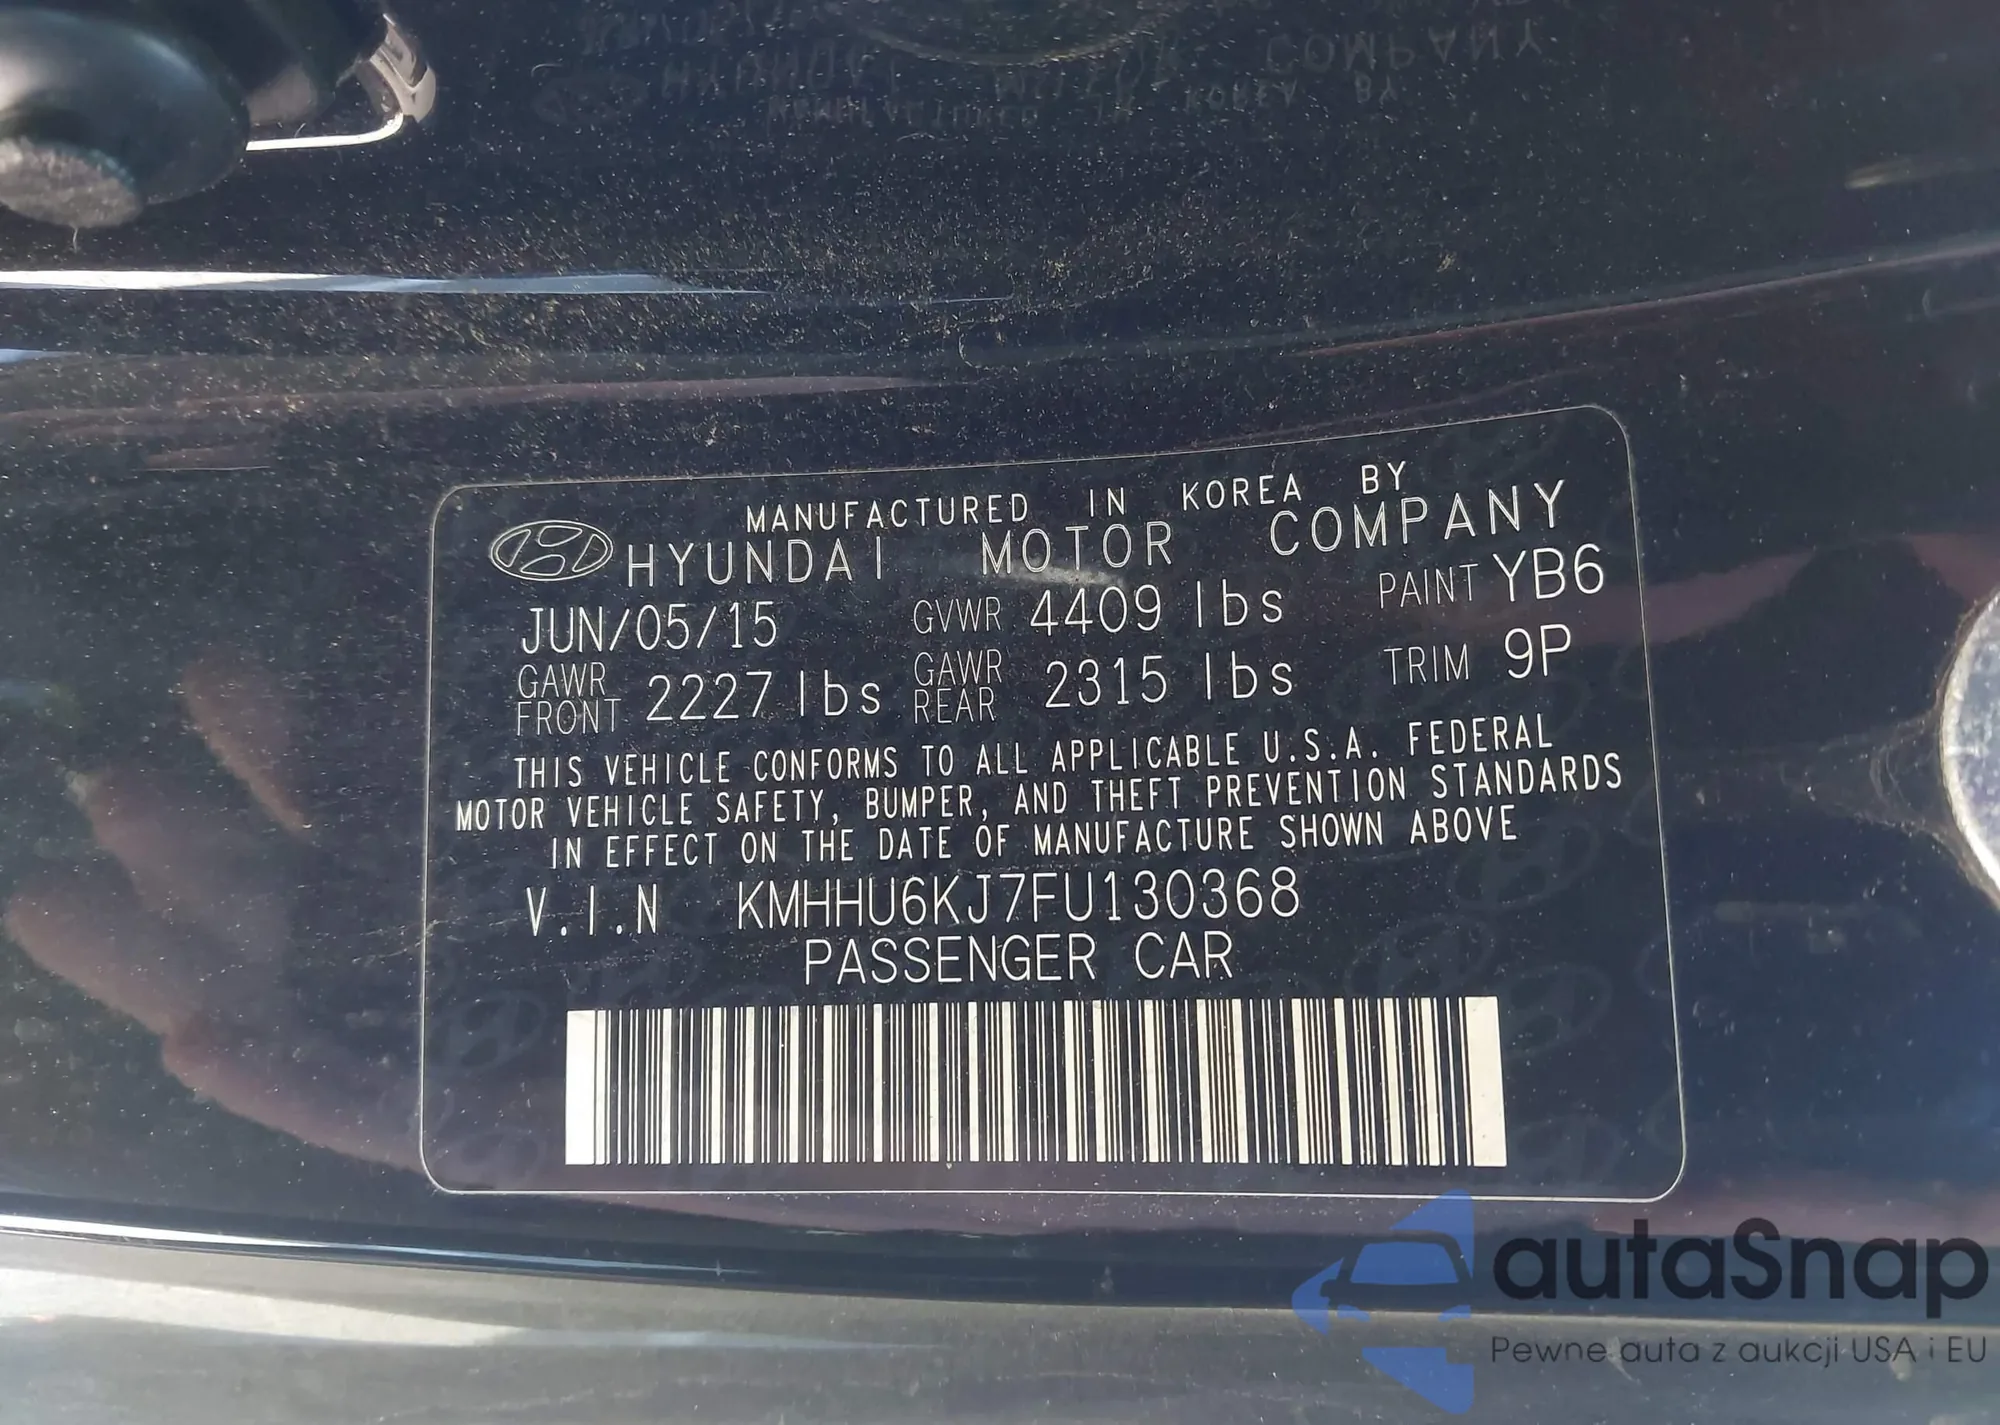 MANUFACTURED IN KOREA BY
HYUNDAI MOTOR COMPANY
JUN/05/15 GVWR 4409 lbs PAINT YB6
GAWR FRONT 2227 lbs GAWR REAR 2315 lbs TRIM 9P
THIS VEHICLE CONFORMS TO ALL APPLICABLE U.S.A. FEDERAL
MOTOR VEHICLE SAFETY, BUMPER, AND THEFT PREVENTION STANDARDS
IN EFFECT ON THE DATE OF MANUFACTURE SHOWN ABOVE
V.I.N KMHHU6KJ7FU130368
PASSENGER CAR
autaSnap
Pewne auta z aukcji USA i EU